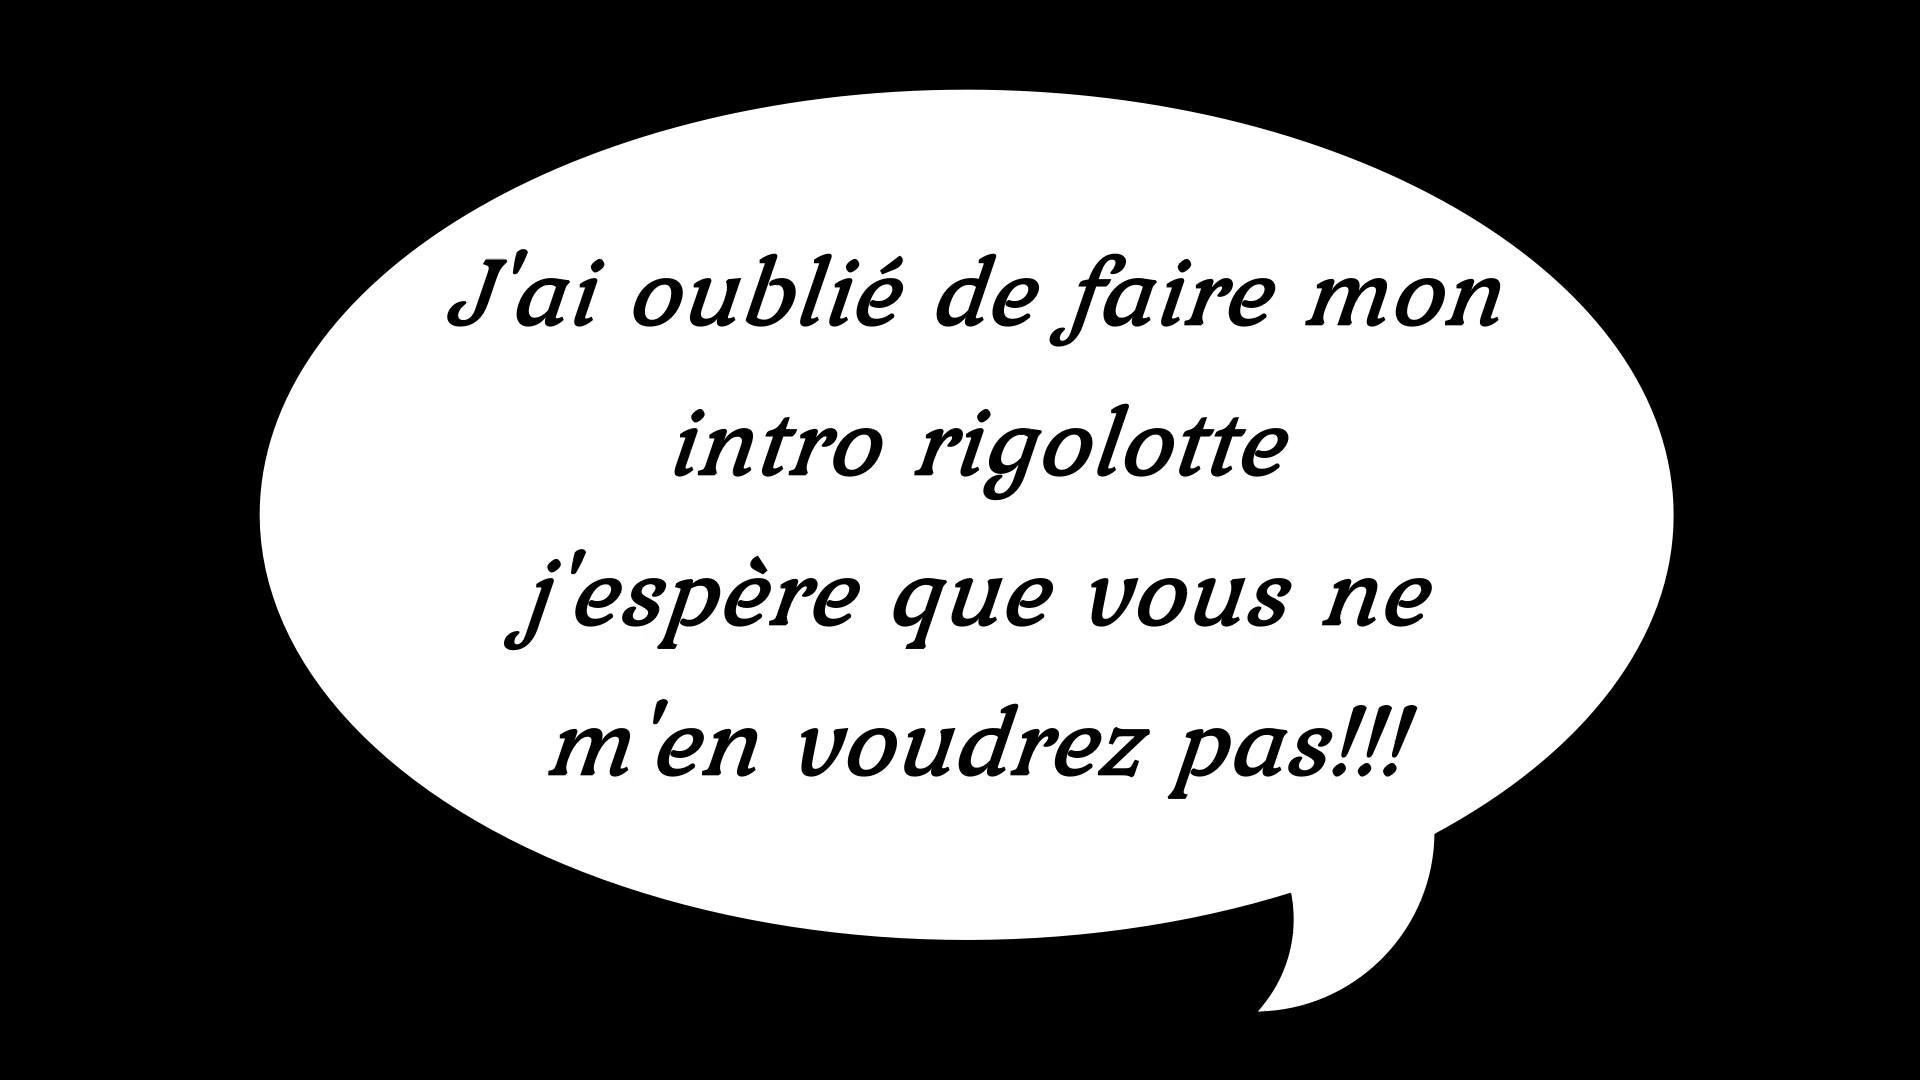 J'ai oublié de faire mon
intro rigolotte
j'espère que vous ne
m'en voudrez pas!!!